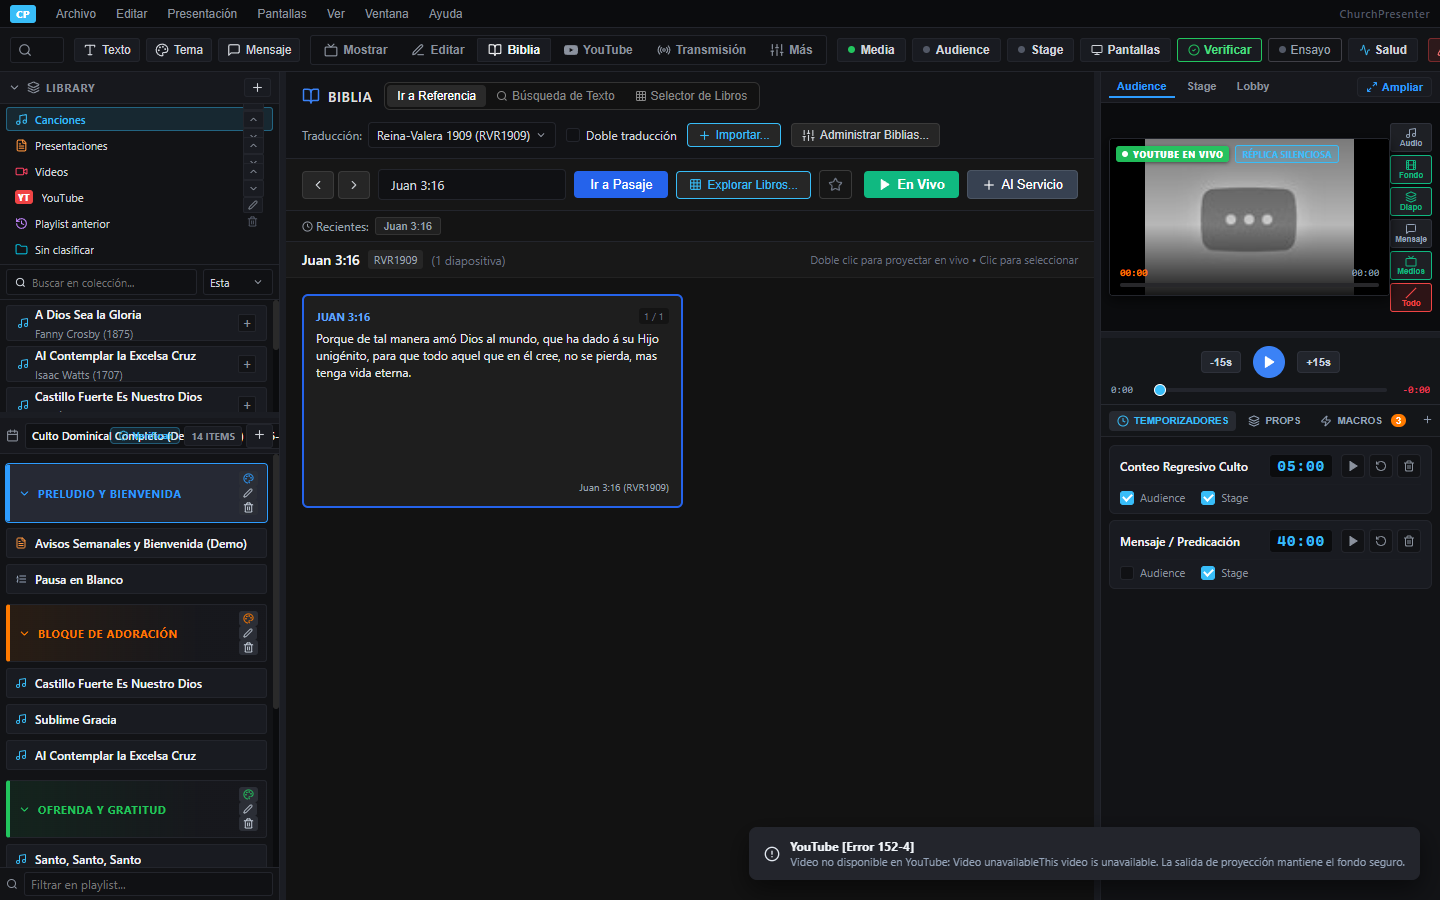 CP Archivo Editar Presentación Pantallas Ver Ventana Ayuda ChurchPresenter
Texto Tema Mensaje Mostrar Editar Biblia YouTube Transmisión Más Media Audience Stage Pantallas Verificar Ensayo Salud
LIBRARY
Canciones
Presentaciones
Videos
YT YouTube
Playlist anterior
Sin clasificar
Buscar en colección... Esta
A Dios Sea la Gloria
Fanny Crosby (1875)
Al Contemplar la Excelsa Cruz
Isaac Watts (1707)
Castillo Fuerte Es Nuestro Dios
Culto Dominical Completo (De 14 ITEMS
PRELUDIO Y BIENVENIDA
Avisos Semanales y Bienvenida (Demo)
Pausa en Blanco
BLOQUE DE ADORACIÓN
Castillo Fuerte Es Nuestro Dios
Sublime Gracia
Al Contemplar la Excelsa Cruz
OFRENDA Y GRATITUD
Santo, Santo, Santo
Filtrar en playlist...
BIBLIA Ir a Referencia Búsqueda de Texto Selector de Libros
Traducción: Reina-Valera 1909 (RVR1909) Doble traducción Importar... Administrar Biblias...
Juan 3:16 Ir a Pasaje Explorar Libros... En Vivo Al Servicio
Recientes: Juan 3:16
Juan 3:16 RVR1909 (1 diapositiva) Doble clic para proyectar en vivo • Clic para seleccionar
JUAN 3:16 1 / 1
Porque de tal manera amó Dios al mundo, que ha dado á su Hijo
unigénito, para que todo aquel que en él cree, no se pierda, mas
tenga vida eterna.
Juan 3:16 (RVR1909)
Audience Stage Lobby Ampliar
YOUTUBE EN VIVO RÉPLICA SILENCIOSA
00:00 00:00
Audio
Fondo
Diapo
Mensaje
Medios
Todo
-15s +15s
0:00 -0:00
TEMPORIZADORES PROPS MACROS 3
Conteo Regresivo Culto 05:00
Audience Stage
Mensaje / Predicación 40:00
Audience Stage
YouTube [Error 152-4]
Video no disponible en YouTube: Video unavailableThis video is unavailable. La salida de proyección mantiene el fondo seguro.